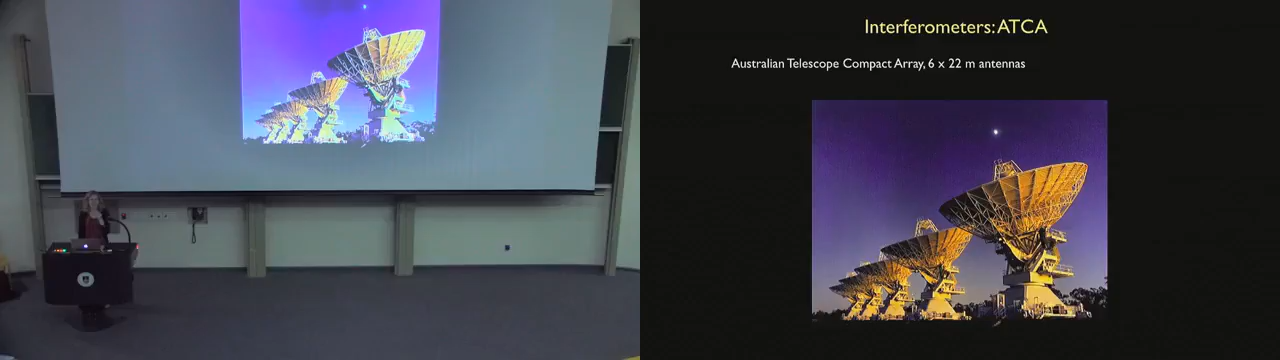 Interferometers: ATCA
Australian Telescope Compact Array, 6 x 22 m antennas